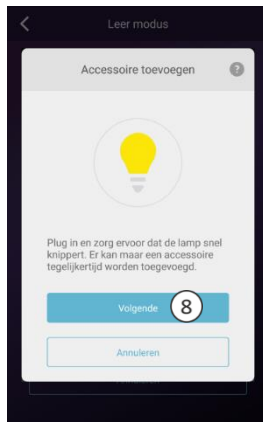 Leer modus
Accessoire toevoegen ?
Plug in en zorg ervoor dat de lamp snel
knippert. Er kan maar een accessoire
tegelijkertijd worden toegevoegd.
Volgende 8
Annuleren